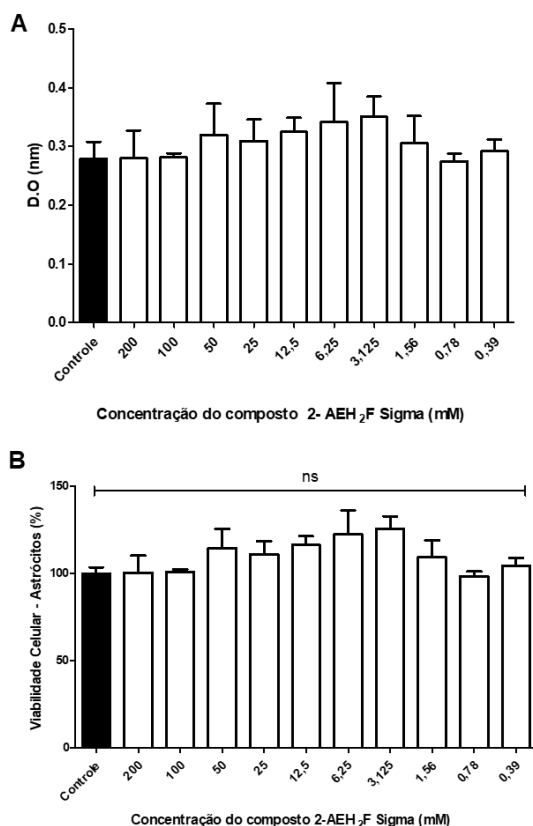 A
0.5
0.4
0.3
0.2
0.1
0.0
D.O (nm)
Controle 200 100 50 25 12,5 6,25 3,125 1,56 0,78 0,39
Concentração do composto 2- AEH₂F Sigma (mM)
B
ns
150
100
50
0
Viabilidade Celular - Astrócitos (%)
Controle 200 100 50 25 12,5 6,25 3,125 1,56 0,78 0,39
Concentração do composto 2-AEH₂F Sigma (mM)